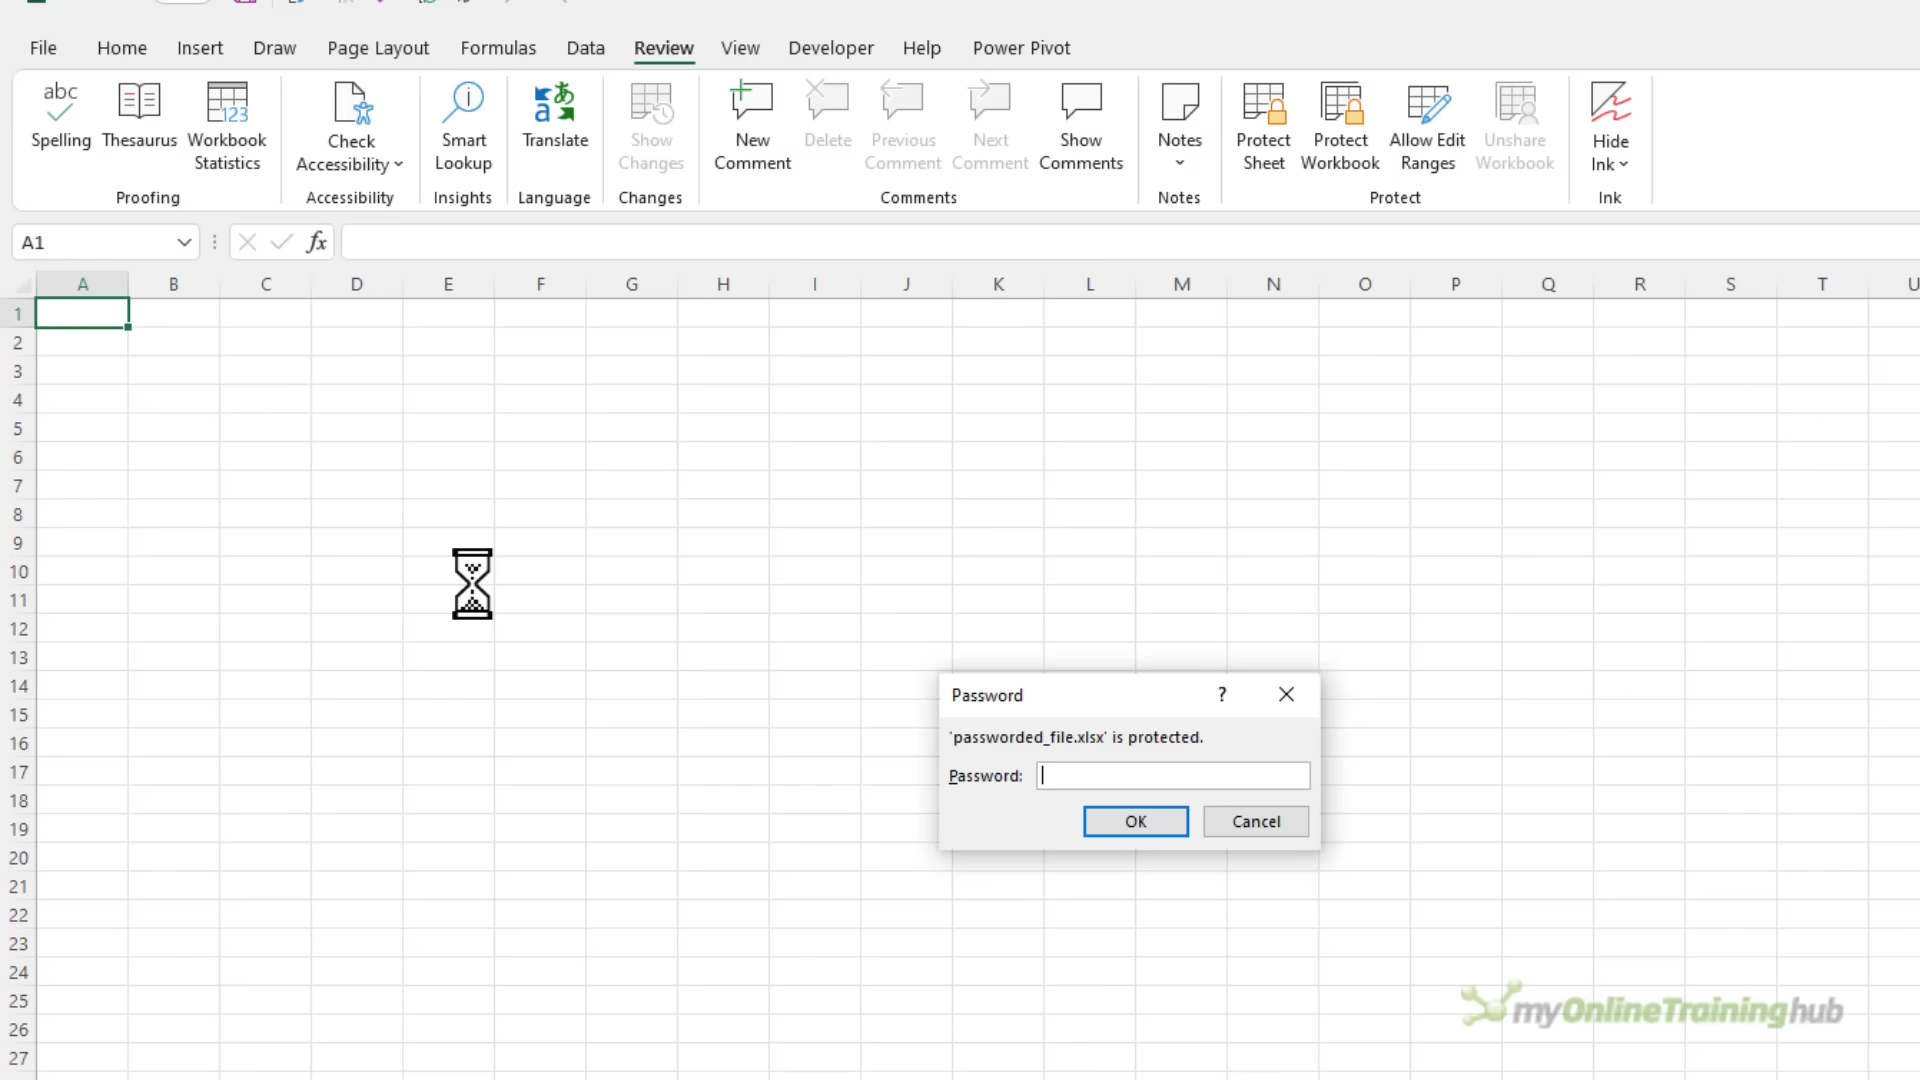 File Home Insert Draw Page Layout Formulas Data Review View Developer Help Power Pivot
abc
123
a あ
Spelling Thesaurus Workbook Statistics
Check Accessibility
Smart Lookup
Translate
Show Changes
New Comment
Delete
Previous Comment
Next Comment
Show Comments
Notes
Protect Sheet
Protect Workbook
Allow Edit Ranges
Unshare Workbook
Hide Ink
Proofing Accessibility Insights Language Changes Comments Notes Protect Ink
A1 fx
A B C D E F G H I J K L M N O P Q R S T U
1
2
3
4
5
6
7
8
9
10
11
12
13
14
15
16
17
18
19
20
21
22
23
24
25
26
27
Password ?
'passworded_file.xlsx' is protected.
Password:
OK Cancel
myOnlineTraininghub